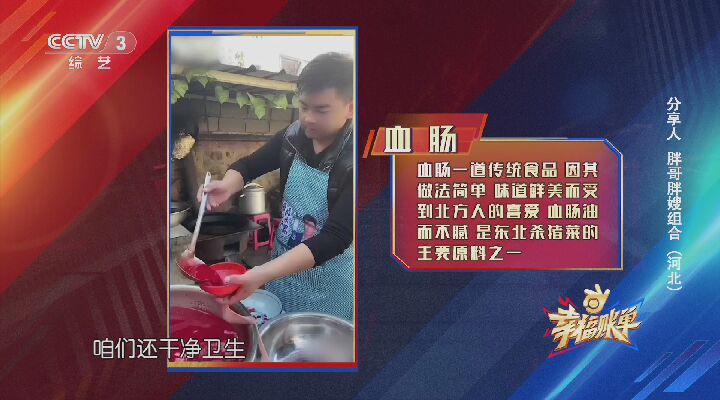 CCTV 3
综艺
血肠
血肠一道传统食品 因其
做法简单 味道鲜美而受
到北方人的喜爱 血肠油
而不腻 是东北杀猪菜的
主要原料之一
分享人 胖哥胖嫂组合（河北）
幸福账单
咱们还干净卫生